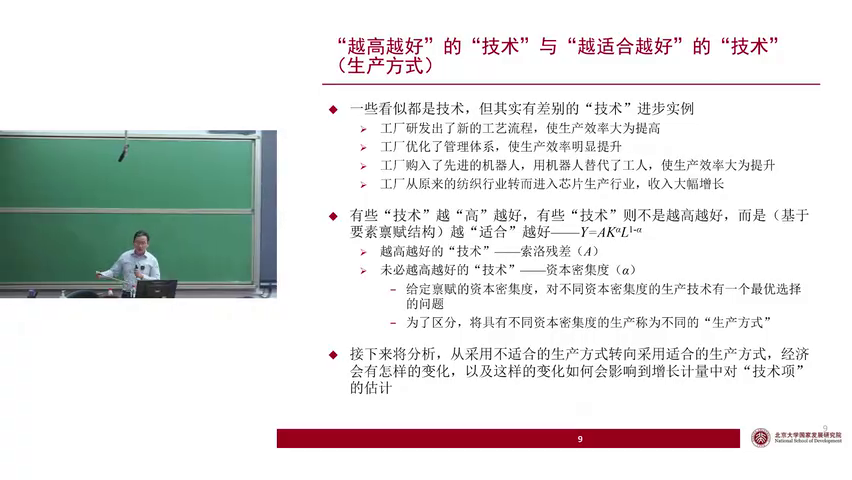 “越高越好”的“技术”与“越适合越好”的“技术”
（生产方式）
一些看似都是技术，但其实有差别的“技术”进步实例
工厂研发出了新的工艺流程，使生产效率大为提高
工厂优化了管理体系，使生产效率明显提升
工厂购入了先进的机器人，用机器人替代了工人，使生产效率大为提升
工厂从原来的纺织行业转而进入芯片生产行业，收入大幅增长
有些“技术”越“高”越好，有些“技术”则不是越高越好，而是（基于
要素禀赋结构）越“适合”越好——Y=AKᵅL¹⁻ᵅ
越高越好的“技术”——索洛残差（A）
未必越高越好的“技术”——资本密集度（α）
给定禀赋的资本密集度，对不同资本密集度的生产技术有一个最优选择
的问题
为了区分，将具有不同资本密集度的生产称为不同的“生产方式”
接下来将分析，从采用不适合的生产方式转向采用适合的生产方式，经济
会有怎样的变化，以及这样的变化如何会影响到增长计量中对“技术项”
的估计
9
9
北京大学国家发展研究院
National School of Development